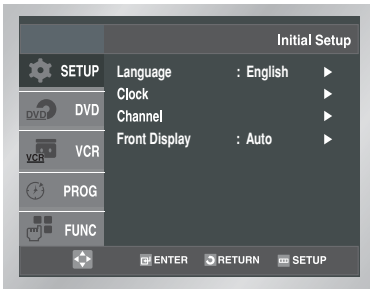 Initial Setup
SETUP
Language : English ▶
Clock ▶
DVD DVD
Channel ▶
Front Display : Auto ▶
VCR VCR
PROG
FUNC
ENTER RETURN SETUP